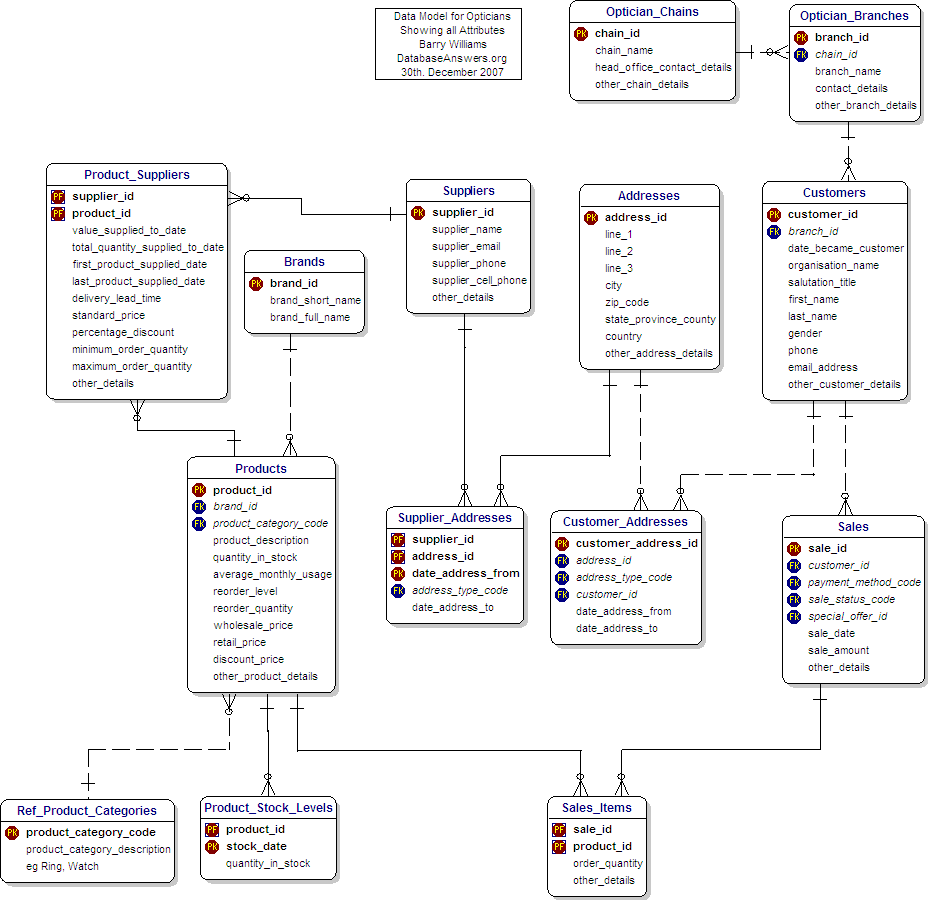 Data Model for Opticians
Showing all Attributes
Barry Williams
DatabaseAnswers.org
30th. December 2007
Optician_Chains
PK chain_id
chain_name
head_office_contact_details
other_chain_details
Optician_Branches
PK branch_id
FK chain_id
branch_name
contact_details
other_branch_details
Product_Suppliers
PF supplier_id
PF product_id
value_supplied_to_date
total_quantity_supplied_to_date
first_product_supplied_date
last_product_supplied_date
delivery_lead_time
standard_price
percentage_discount
minimum_order_quantity
maximum_order_quantity
other_details
Brands
PK brand_id
brand_short_name
brand_full_name
Suppliers
PK supplier_id
supplier_name
supplier_email
supplier_phone
supplier_cell_phone
other_details
Addresses
PK address_id
line_1
line_2
line_3
city
zip_code
state_province_county
country
other_address_details
Customers
PK customer_id
FK branch_id
date_became_customer
organisation_name
salutation_title
first_name
last_name
gender
phone
email_address
other_customer_details
Products
PK product_id
FK brand_id
FK product_category_code
product_description
quantity_in_stock
average_monthly_usage
reorder_level
reorder_quantity
wholesale_price
retail_price
discount_price
other_product_details
Supplier_Addresses
PF supplier_id
PF address_id
PK date_address_from
FK address_type_code
date_address_to
Customer_Addresses
PK customer_address_id
FK address_id
FK address_type_code
FK customer_id
date_address_from
date_address_to
Sales
PK sale_id
FK customer_id
FK payment_method_code
FK sale_status_code
FK special_offer_id
sale_date
sale_amount
other_details
Ref_Product_Categories
PK product_category_code
product_category_description
eg Ring, Watch
Product_Stock_Levels
PF product_id
PK stock_date
quantity_in_stock
Sales_Items
PF sale_id
PF product_id
order_quantity
other_details